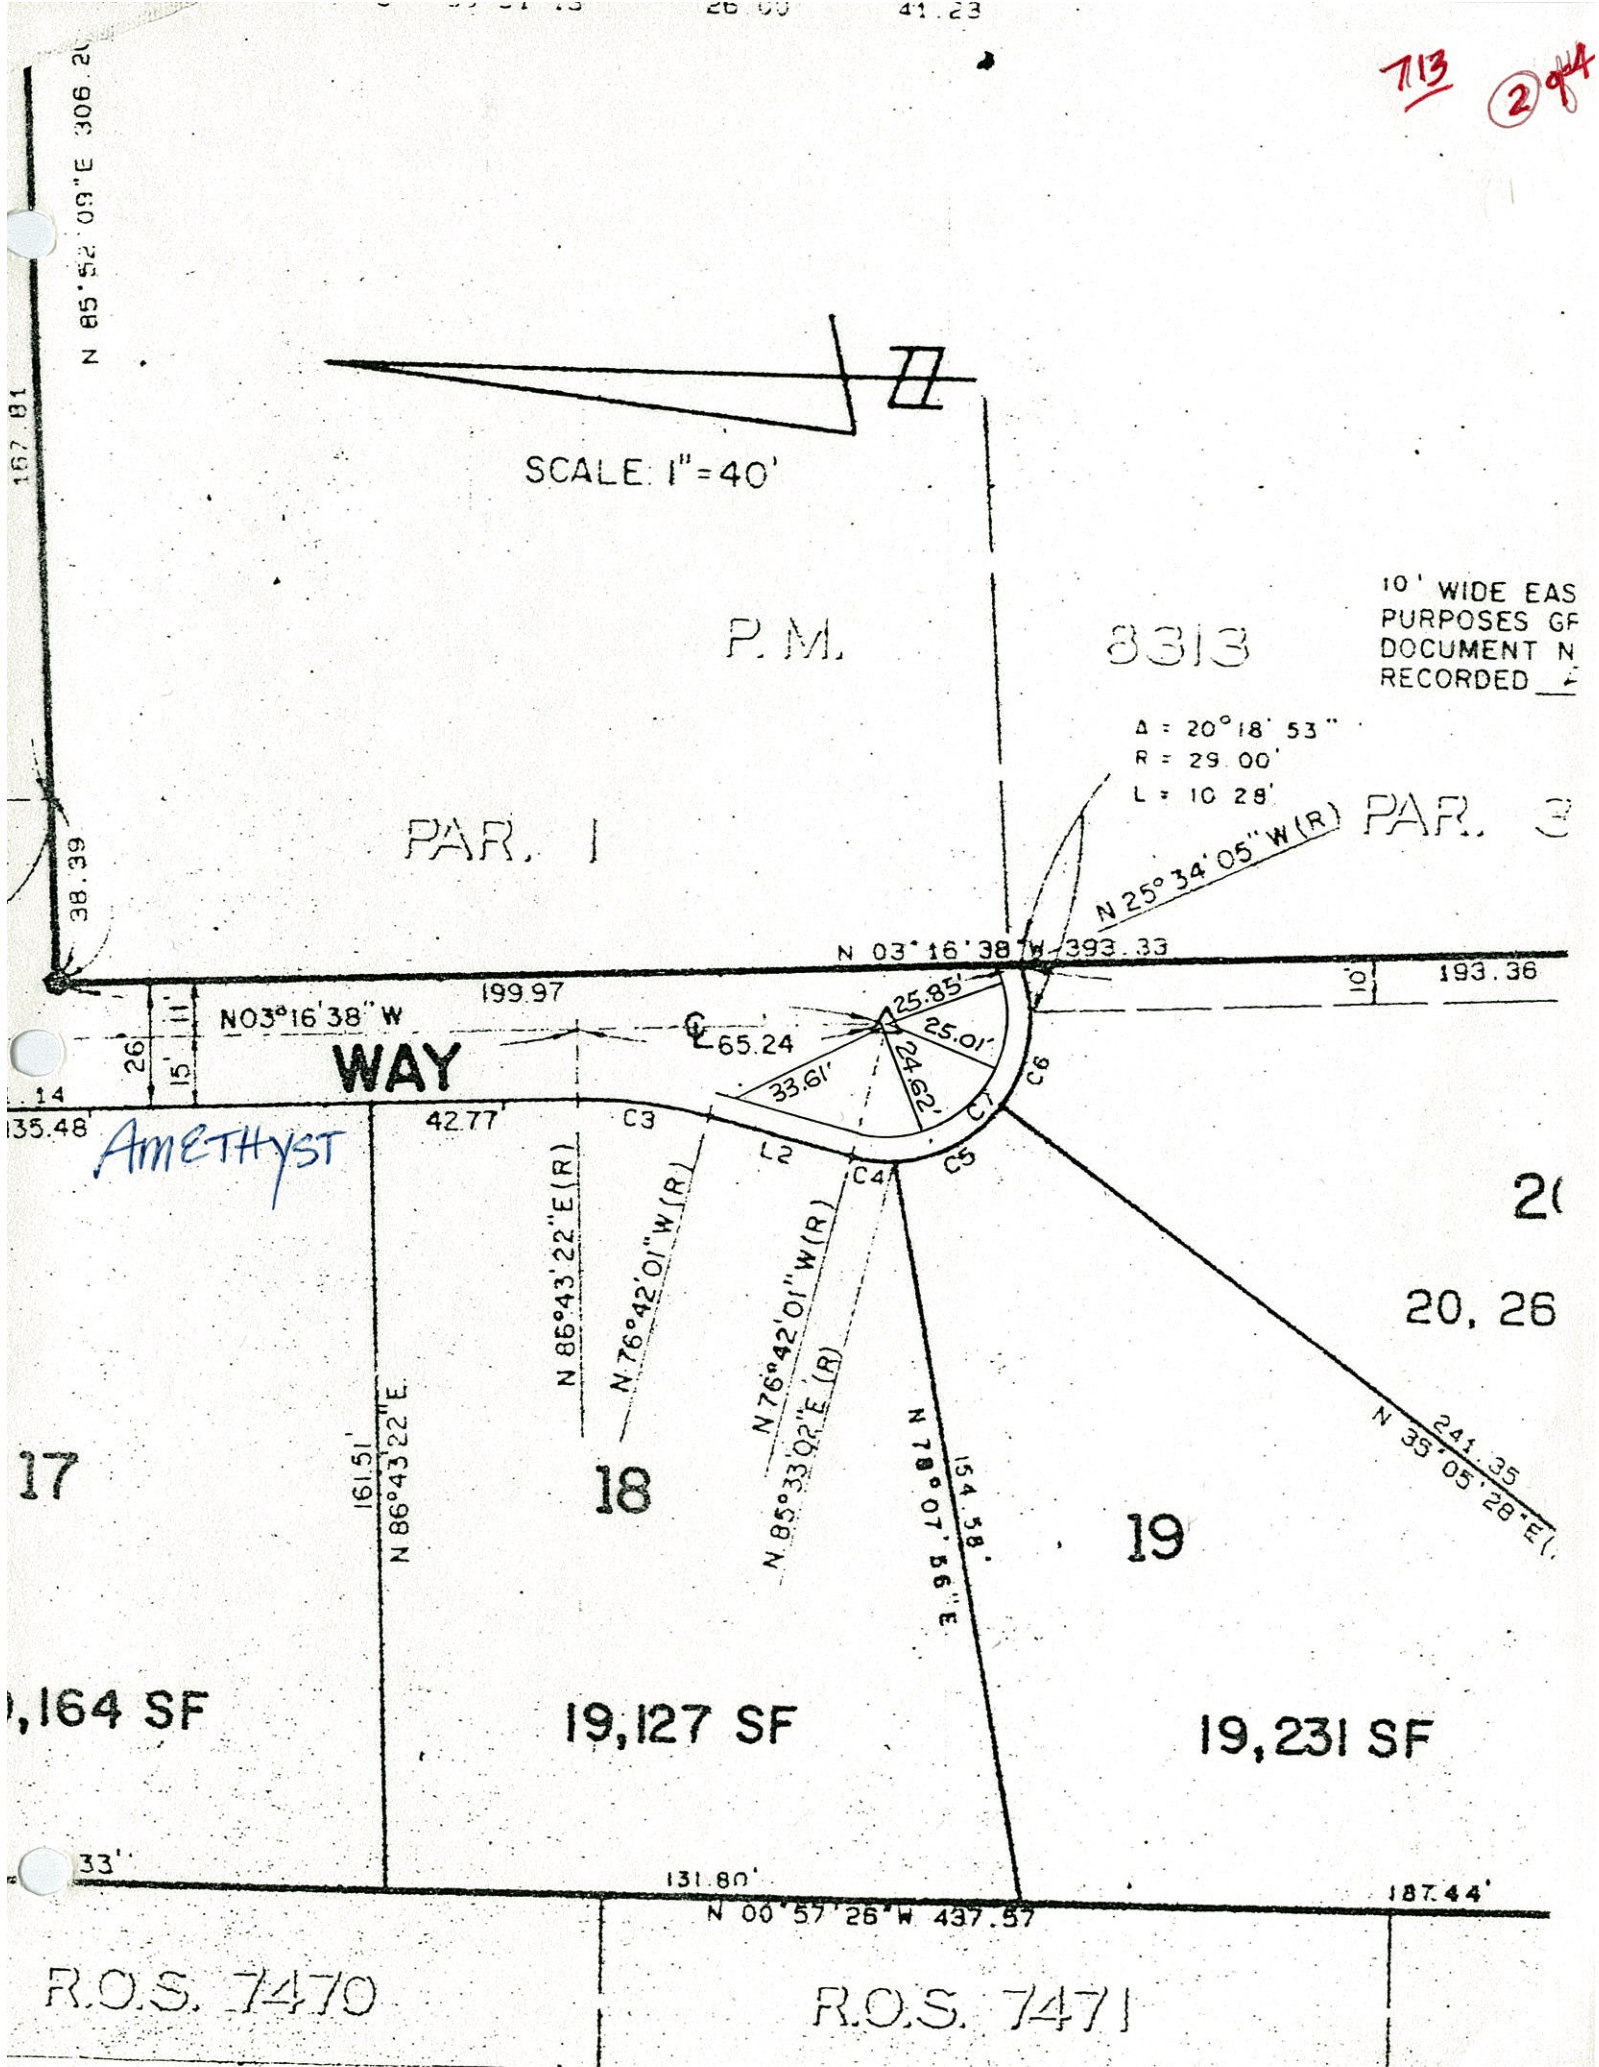 26.00
41.23
713
2 of 4
N 85°52'09"E 306.2
167.81
SCALE: 1"=40'
P.M.
8313
10' WIDE EAS
PURPOSES GF
DOCUMENT N
RECORDED
Δ = 20°18'53"
R = 29.00'
L = 10.28'
N 25°34'05"W(R)
PAR. 3
PAR. 1
38.39
N 03°16'38"W 393.33
199.97
10'
193.36
25.85'
N03°16'38"W
11'
26'
15'
℄
65.24
25.01'
WAY
33.61'
24.62'
C6
C7
.14
35.48
42.77'
C3
AMETHYST
L2
C4
C5
N 86°43'22"E(R)
N 76°42'01"W(R)
N 76°42'01"W(R)
N 85°33'02"E (R)
20, 26
161.51'
N 86°43'22"E
N 78°07'56"E
154.58'
241.35
N 35°05'28"E(
17
18
19
,164 SF
19,127 SF
19,231 SF
33'
131.80'
187.44'
N 00°57'26"W 437.57
R.O.S. 7470
R.O.S. 7471